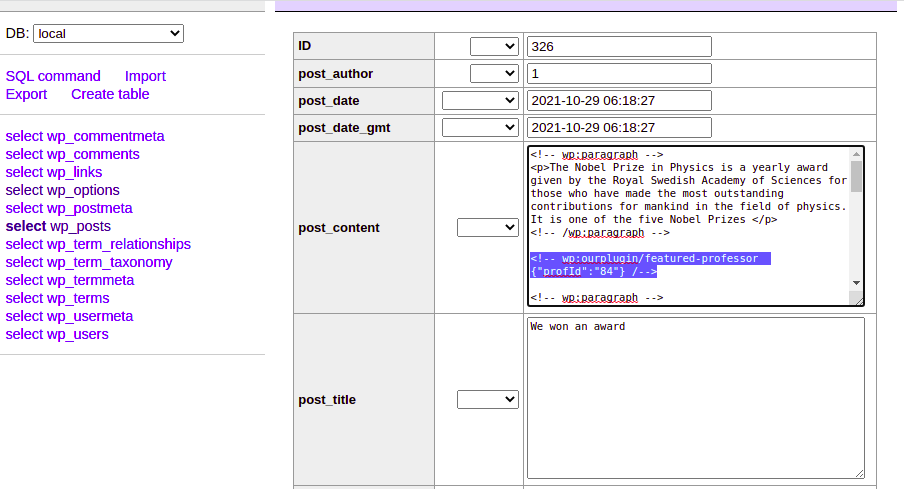 DB: local
SQL command Import
Export Create table
select wp_commentmeta
select wp_comments
select wp_links
select wp_options
select wp_postmeta
select wp_posts
select wp_term_relationships
select wp_term_taxonomy
select wp_termmeta
select wp_terms
select wp_usermeta
select wp_users
ID 326
post_author 1
post_date 2021-10-29 06:18:27
post_date_gmt 2021-10-29 06:18:27
post_content
<!-- wp:paragraph -->
<p>The Nobel Prize in Physics is a yearly award
given by the Royal Swedish Academy of Sciences for
those who have made the most outstanding
contributions for mankind in the field of physics.
It is one of the five Nobel Prizes </p>
<!-- /wp:paragraph -->
<!-- wp:ourplugin/featured-professor
{"profId":"84"} /-->
<!-- wp:paragraph -->
post_title
We won an award